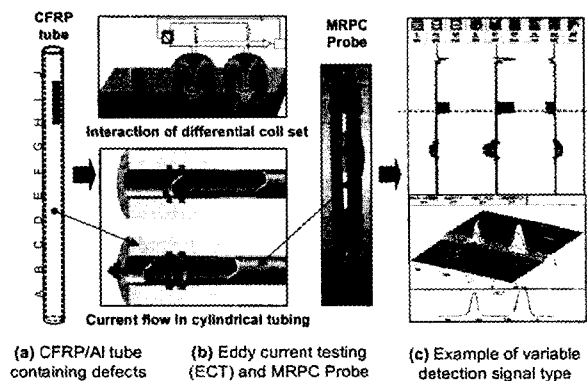 CFRP
tube
MRPC
Probe
Interaction of differential coil set
J
I
H
G
F
E
D
C
B
A
Current flow in cylindrical tubing
(a) CFRP/Al tube
containing defects
(b) Eddy current testing
(ECT) and MRPC Probe
(c) Example of variable
detection signal type